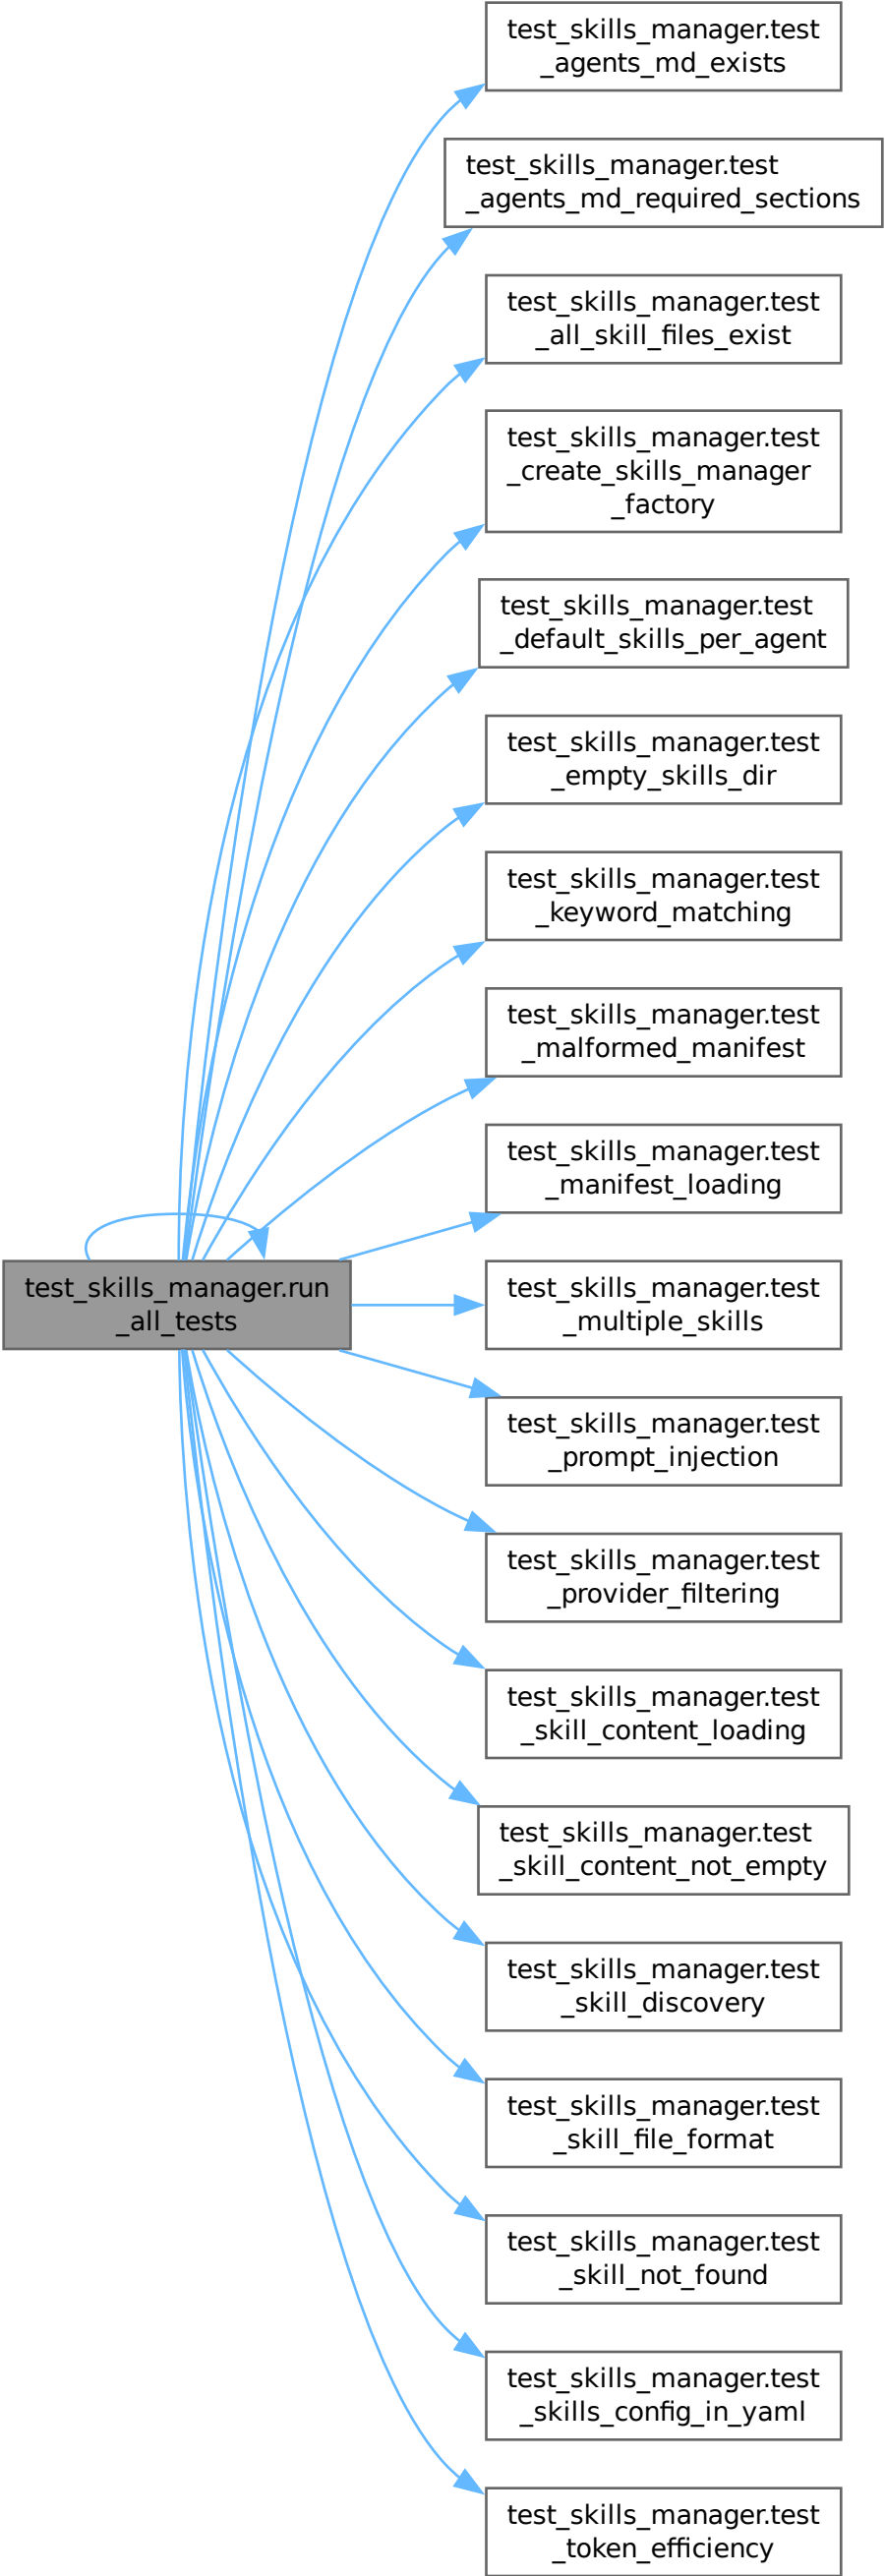 test_skills_manager.test
_agents_md_exists
test_skills_manager.test
_agents_md_required_sections
test_skills_manager.test
_all_skill_files_exist
test_skills_manager.test
_create_skills_manager
_factory
test_skills_manager.test
_default_skills_per_agent
test_skills_manager.test
_empty_skills_dir
test_skills_manager.test
_keyword_matching
test_skills_manager.test
_malformed_manifest
test_skills_manager.test
_manifest_loading
test_skills_manager.run
_all_tests
test_skills_manager.test
_multiple_skills
test_skills_manager.test
_prompt_injection
test_skills_manager.test
_provider_filtering
test_skills_manager.test
_skill_content_loading
test_skills_manager.test
_skill_content_not_empty
test_skills_manager.test
_skill_discovery
test_skills_manager.test
_skill_file_format
test_skills_manager.test
_skill_not_found
test_skills_manager.test
_skills_config_in_yaml
test_skills_manager.test
_token_efficiency